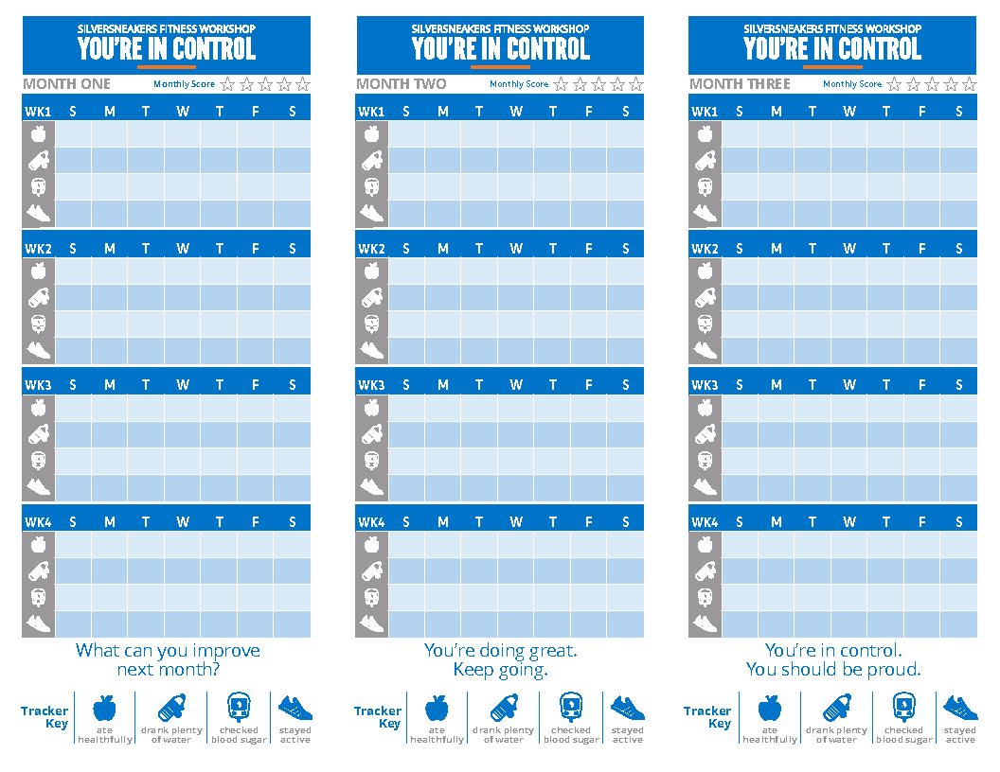 SILVERSNEAKERS FITNESS WORKSHOP
YOU'RE IN CONTROL
MONTH ONE Monthly Score
WK1 S M T W T F S
WK2 S M T W T F S
WK3 S M T W T F S
WK4 S M T W T F S
What can you improve
next month?
Tracker
Key
ate
healthfully
drank plenty
of water
checked
blood sugar
stayed
active
SILVERSNEAKERS FITNESS WORKSHOP
YOU'RE IN CONTROL
MONTH TWO Monthly Score
WK1 S M T W T F S
WK2 S M T W T F S
WK3 S M T W T F S
WK4 S M T W T F S
You're doing great.
Keep going.
Tracker
Key
ate
healthfully
drank plenty
of water
checked
blood sugar
stayed
active
SILVERSNEAKERS FITNESS WORKSHOP
YOU'RE IN CONTROL
MONTH THREE Monthly Score
WK1 S M T W T F S
WK2 S M T W T F S
WK3 S M T W T F S
WK4 S M T W T F S
You're in control.
You should be proud.
Tracker
Key
ate
healthfully
drank plenty
of water
checked
blood sugar
stayed
active